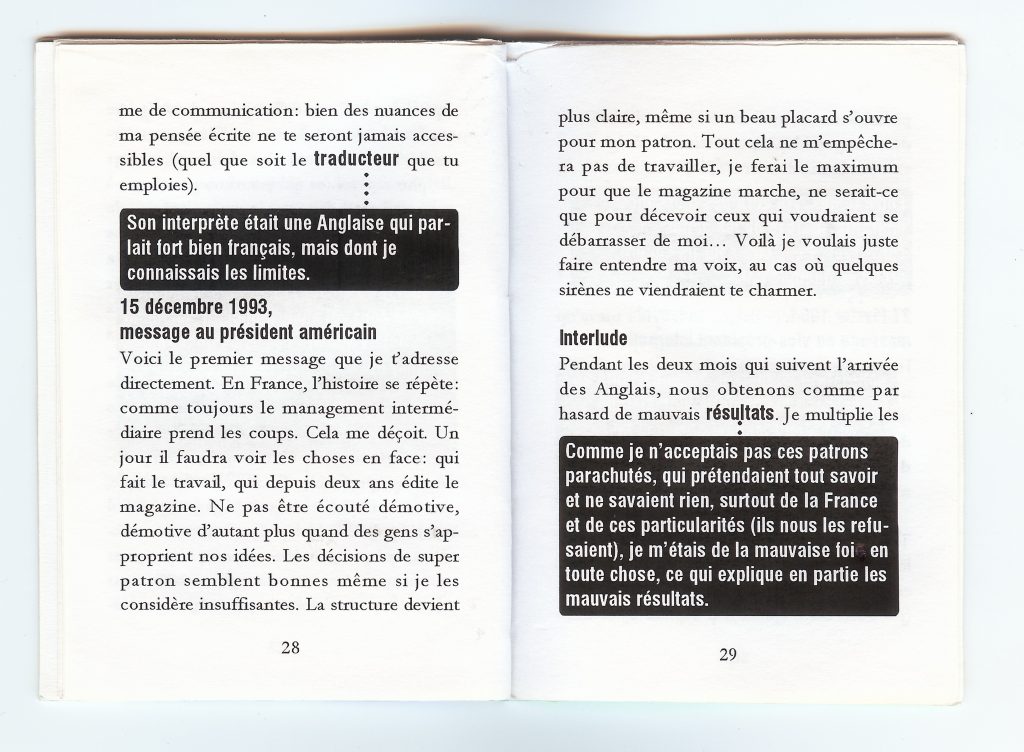 me de communication: bien des nuances de
ma pensée écrite ne te seront jamais acces-
sibles (quel que soit le traducteur que tu
emploies).
Son interprète était une Anglaise qui par-
lait fort bien français, mais dont je
connaissais les limites.
15 décembre 1993,
message au président américain
Voici le premier message que je t'adresse
directement. En France, l'histoire se répète:
comme toujours le management intermé-
diaire prend les coups. Cela me déçoit. Un
jour il faudra voir les choses en face: qui
fait le travail, qui depuis deux ans édite le
magazine. Ne pas être écouté démotive,
démotive d'autant plus quand des gens s'ap-
proprient nos idées. Les décisions de super
patron semblent bonnes même si je les
considère insuffisantes. La structure devient
28
plus claire, même si un beau placard s'ouvre
pour mon patron. Tout cela ne m'empêche-
ra pas de travailler, je ferai le maximum
pour que le magazine marche, ne serait-ce
que pour décevoir ceux qui voudraient se
débarrasser de moi... Voilà je voulais juste
faire entendre ma voix, au cas où quelques
sirènes ne viendraient te charmer.
Interlude
Pendant les deux mois qui suivent l'arrivée
des Anglais, nous obtenons comme par
hasard de mauvais résultats. Je multiplie les
Comme je n'acceptais pas ces patrons
parachutés, qui prétendaient tout savoir
et ne savaient rien, surtout de la France
et de ces particularités (ils nous les refu-
saient), je m'étais de la mauvaise foi en
toute chose, ce qui explique en partie les
mauvais résultats.
29